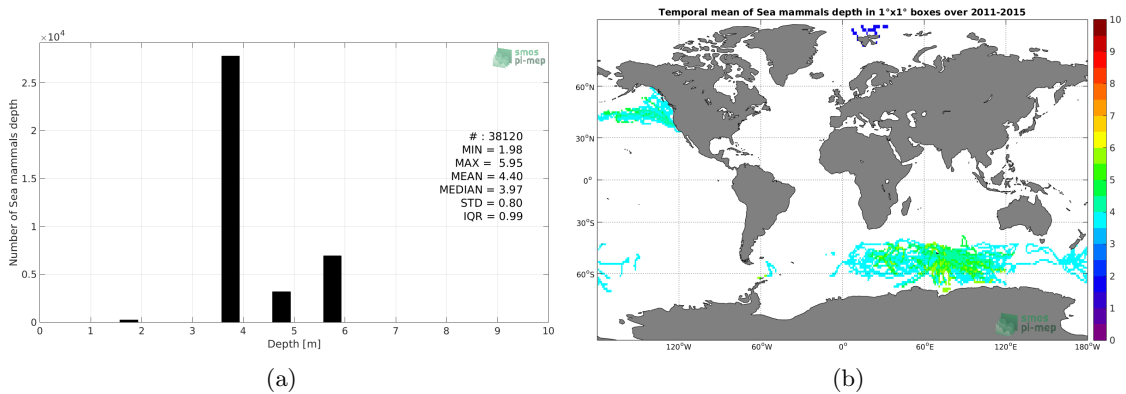 ×10⁴
2.5
2
1.5
1
0.5
0
Number of Sea mammals depth
0 1 2 3 4 5 6 7 8 9 10
Depth [m]
smos
pi-mep
# : 38120
MIN = 1.98
MAX = 5.95
MEAN = 4.40
MEDIAN = 3.97
STD = 0.80
IQR = 0.99
(a)
Temporal mean of Sea mammals depth in 1°x1° boxes over 2011-2015
60°N
30°N
0°
30°S
60°S
120°W 60°W 0° 60°E 120°E 180°W
smos
pi-mep
10
9
8
7
6
5
4
3
2
1
0
(b)